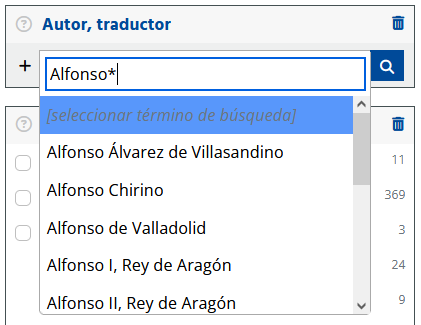 Autor, traductor
Alfonso*
[seleccionar término de búsqueda]
Alfonso Álvarez de Villasandino
11
Alfonso Chirino
369
Alfonso de Valladolid
3
Alfonso I, Rey de Aragón
24
Alfonso II, Rey de Aragón
9